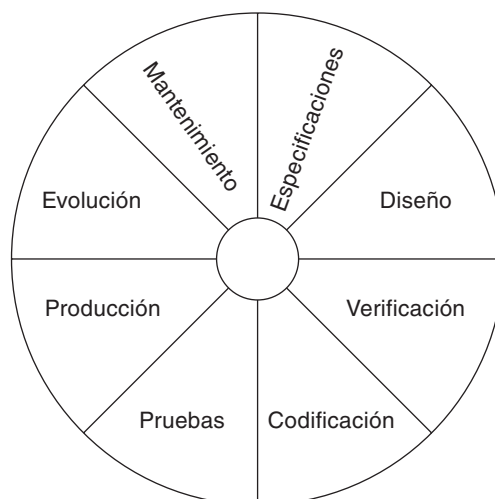 Mantenimiento
Especificaciones
Evolución
Diseño
Producción
Verificación
Pruebas
Codificación